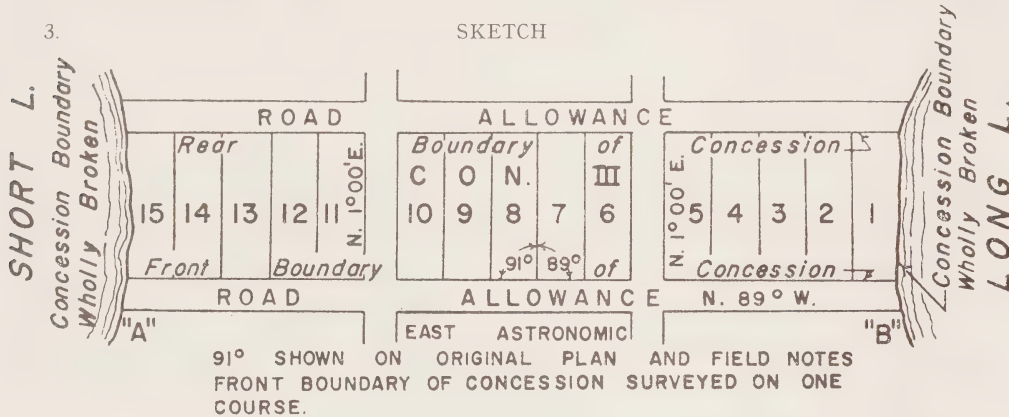 3. SKETCH
SHORT L.
Concession Boundary
Wholly Broken
ROAD ALLOWANCE
Rear Boundary of Concession
C O N. III
15 14 13 12 11 10 9 8 7 6 5 4 3 2 1
N. 1°00'E.
N. 1°00'E.
91° 89°
Front Boundary of Concession
ROAD ALLOWANCE N. 89° W.
"A" "B"
EAST ASTRONOMIC
Concession Boundary
Wholly Broken
LONG L.
91° SHOWN ON ORIGINAL PLAN AND FIELD NOTES
FRONT BOUNDARY OF CONCESSION SURVEYED ON ONE
COURSE.